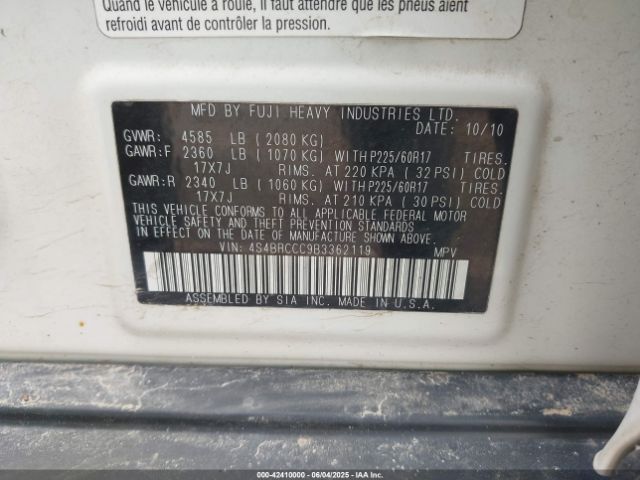 Quand le véhicule a roulé, il faut attendre que les pneus aient
refroidi avant de contrôler la pression.
MFD BY FUJI HEAVY INDUSTRIES LTD.
DATE: 10/10
GVWR: 4585 LB ( 2080 KG)
GAWR:F 2360 LB ( 1070 KG) WITH P225/60R17 TIRES.
17X7J RIMS. AT 220 KPA ( 32 PSI) COLD
GAWR:R 2340 LB ( 1060 KG) WITH P225/60R17 TIRES.
17X7J RIMS. AT 210 KPA ( 30 PSI) COLD
THIS VEHICLE CONFORMS TO ALL APPLICABLE FEDERAL MOTOR
VEHICLE SAFETY AND THEFT PREVENTION STANDARDS
IN EFFECT ON THE DATE OF MANUFACTURE SHOWN ABOVE.
VIN: 4S4BRCCC9B3362119 MPV
ASSEMBLED BY SIA INC. MADE IN U.S.A.
000-42410000 - 06/04/2025 - IAAI.COM